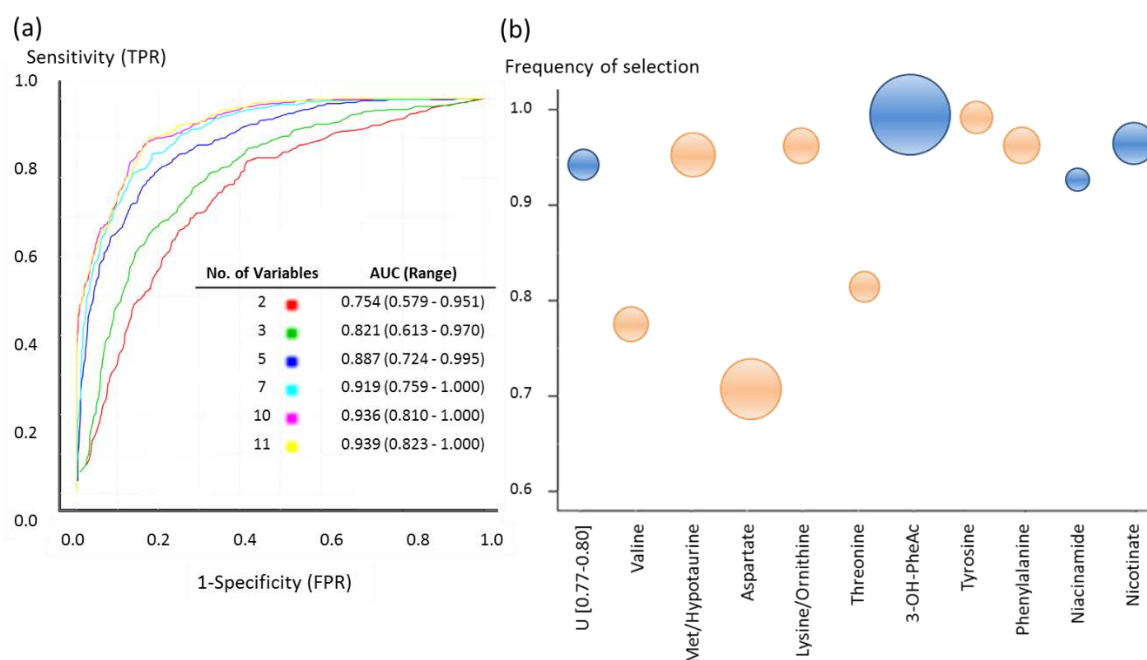 (a)
Sensitivity (TPR)
1.0
0.8
0.6
0.4
0.2
0.0
0.0 0.2 0.4 0.6 0.8 1.0
1-Specificity (FPR)
No. of Variables AUC (Range)
2 0.754 (0.579 - 0.951)
3 0.821 (0.613 - 0.970)
5 0.887 (0.724 - 0.995)
7 0.919 (0.759 - 1.000)
10 0.936 (0.810 - 1.000)
11 0.939 (0.823 - 1.000)
(b)
Frequency of selection
1.0
0.9
0.8
0.7
0.6
U [0.77-0.80]
Valine
Met/Hypotaurine
Aspartate
Lysine/Ornithine
Threonine
3-OH-PheAc
Tyrosine
Phenylalanine
Niacinamide
Nicotinate